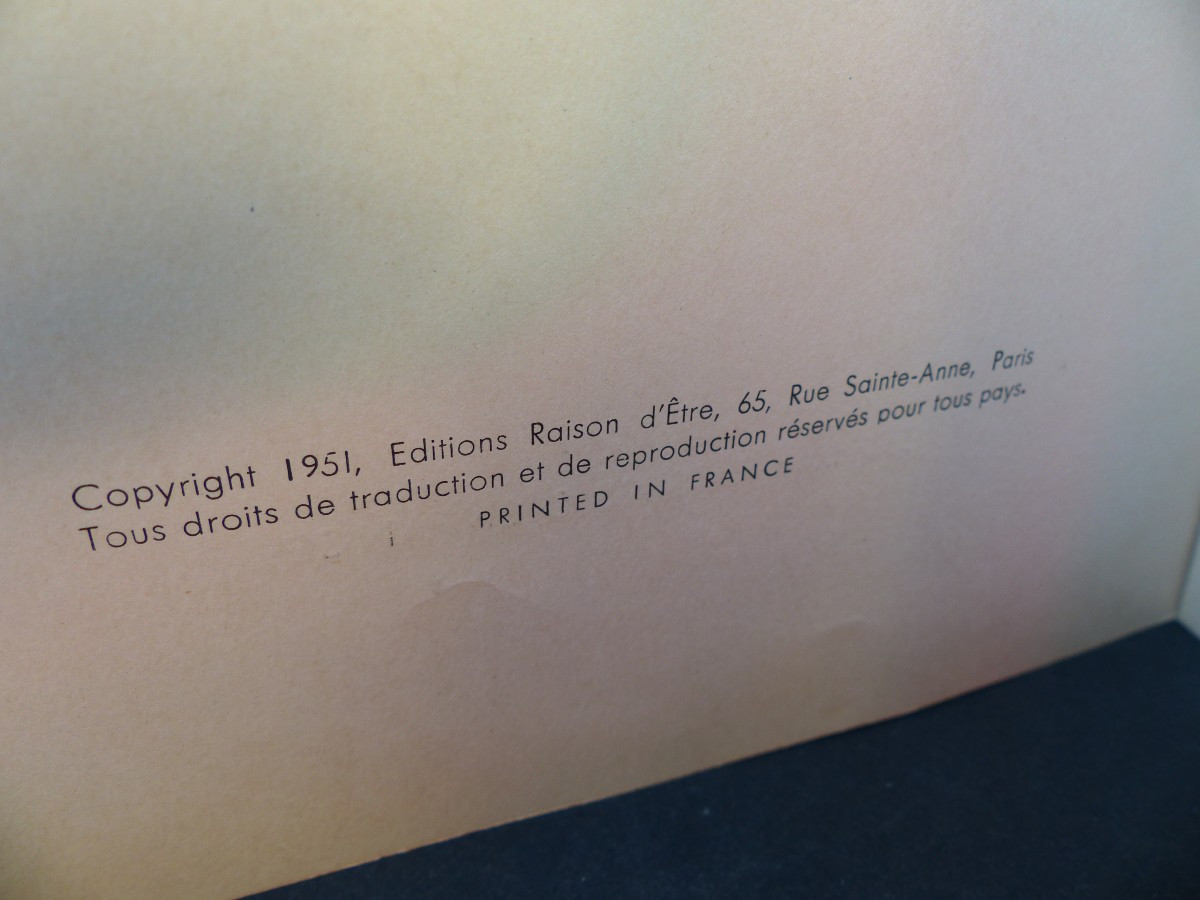 Copyright 1951, Editions Raison d'Être, 65, Rue Sainte-Anne, Paris
Tous droits de traduction et de reproduction réservés pour tous pays.
PRINTED IN FRANCE